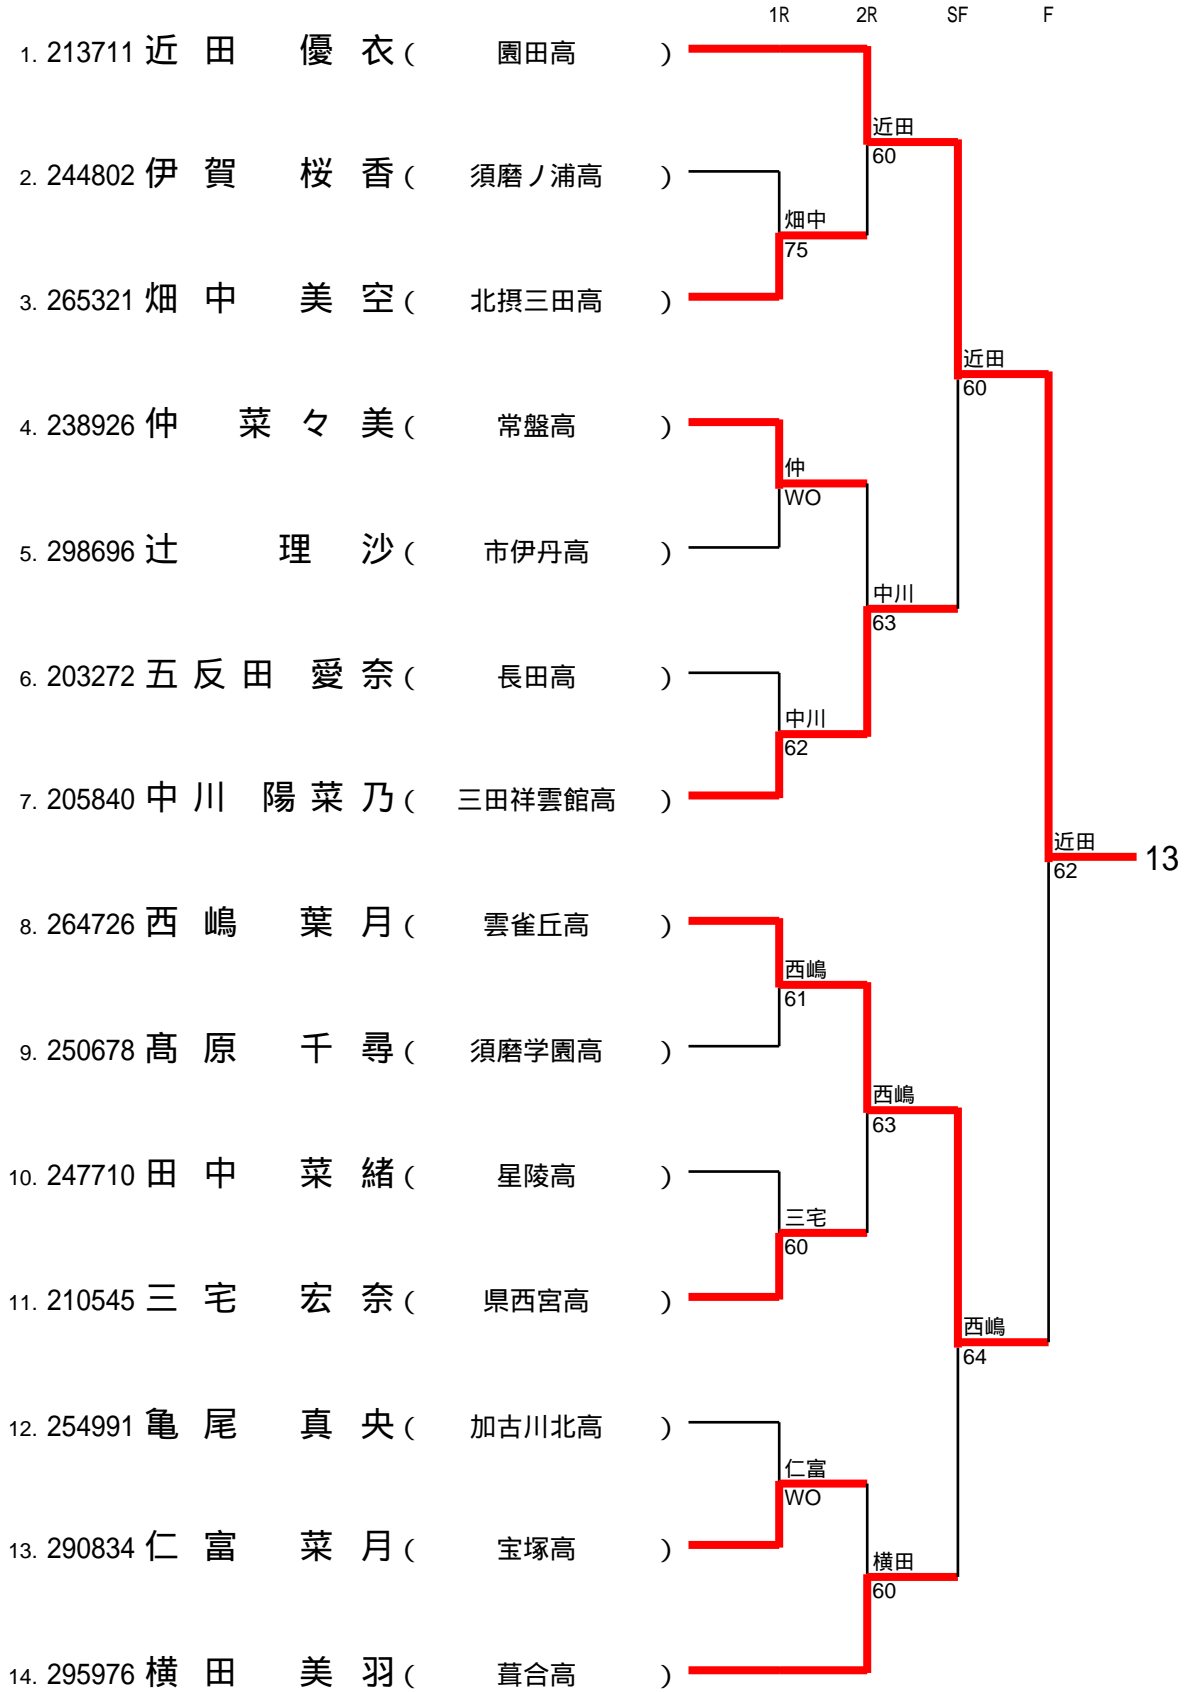 1R 2R SF F
1. 213711 近田 優衣 ( 園田高 )
近田
60
2. 244802 伊賀 桜香 ( 須磨ノ浦高 )
畑中
75
3. 265321 畑中 美空 ( 北摂三田高 )
近田
60
4. 238926 仲 菜々美 ( 常盤高 )
仲
WO
5. 298696 辻 理沙 ( 市伊丹高 )
中川
63
6. 203272 五反田 愛奈 ( 長田高 )
中川
62
7. 205840 中川 陽菜乃 ( 三田祥雲館高 )
近田
62
13
8. 264726 西嶋 葉月 ( 雲雀丘高 )
西嶋
61
9. 250678 髙原 千尋 ( 須磨学園高 )
西嶋
63
10. 247710 田中 菜緒 ( 星陵高 )
三宅
60
11. 210545 三宅 宏奈 ( 県西宮高 )
西嶋
64
12. 254991 亀尾 真央 ( 加古川北高 )
仁富
WO
13. 290834 仁富 菜月 ( 宝塚高 )
横田
60
14. 295976 横田 美羽 ( 葺合高 )